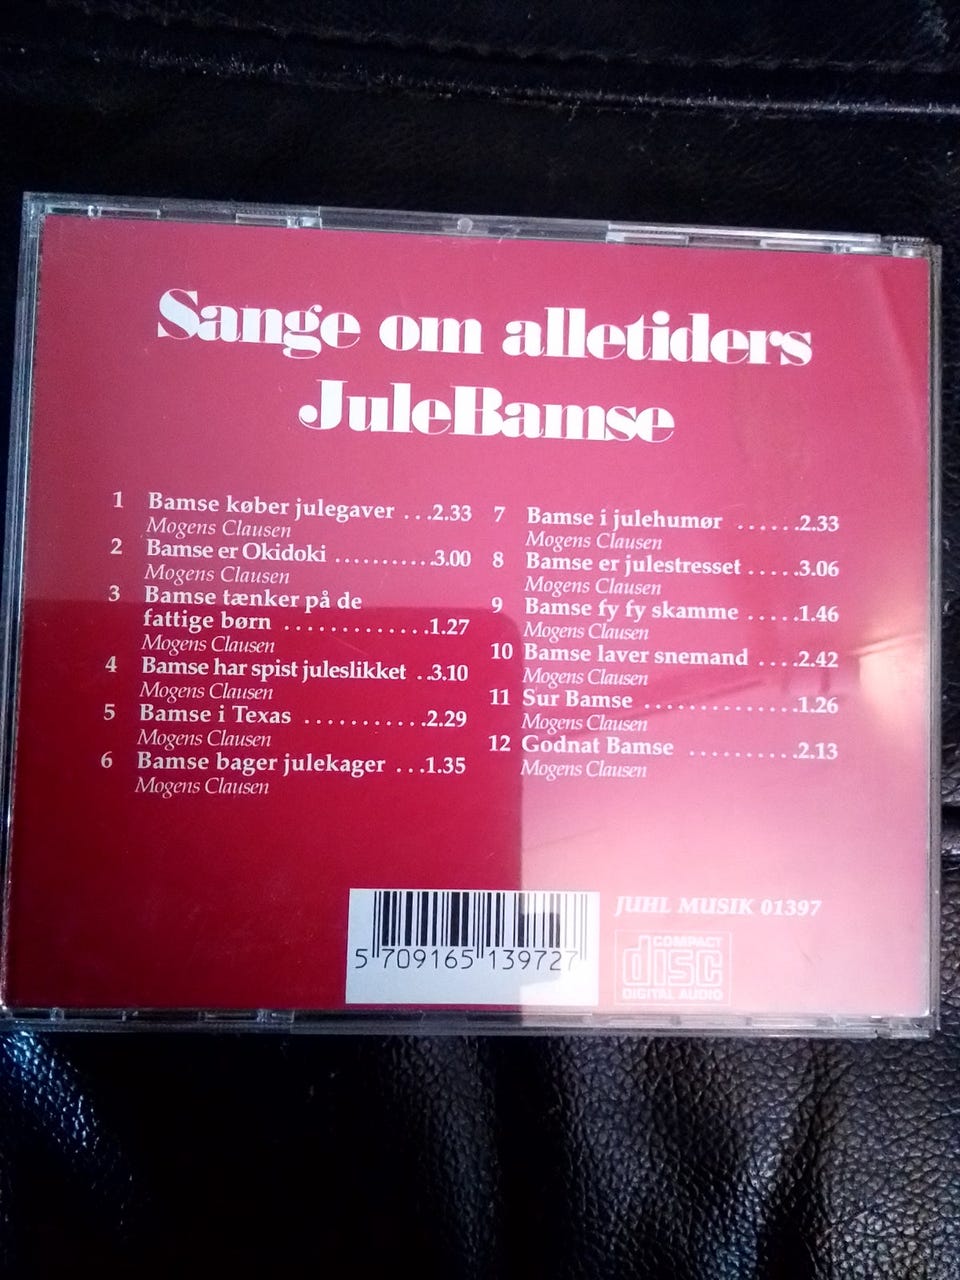 Sange om alletiders
JuleBamse
1 Bamse køber julegaver ...2.33
Mogens Clausen
2 Bamse er Okidoki ...........3.00
Mogens Clausen
3 Bamse tænker på de
fattige børn .............1.27
Mogens Clausen
4 Bamse har spist juleslikket ..3.10
Mogens Clausen
5 Bamse i Texas ...........2.29
Mogens Clausen
6 Bamse bager julekager ...1.35
Mogens Clausen
7 Bamse i julehumør ......2.33
Mogens Clausen
8 Bamse er julestresset .....3.06
Mogens Clausen
9 Bamse fy fy skamme .....1.46
Mogens Clausen
10 Bamse laver snemand ....2.42
Mogens Clausen
11 Sur Bamse ..............1.26
Mogens Clausen
12 Godnat Bamse ..........2.13
Mogens Clausen
JUHL MUSIK 01397
5 709165 139727
COMPACT
disc
DIGITAL AUDIO